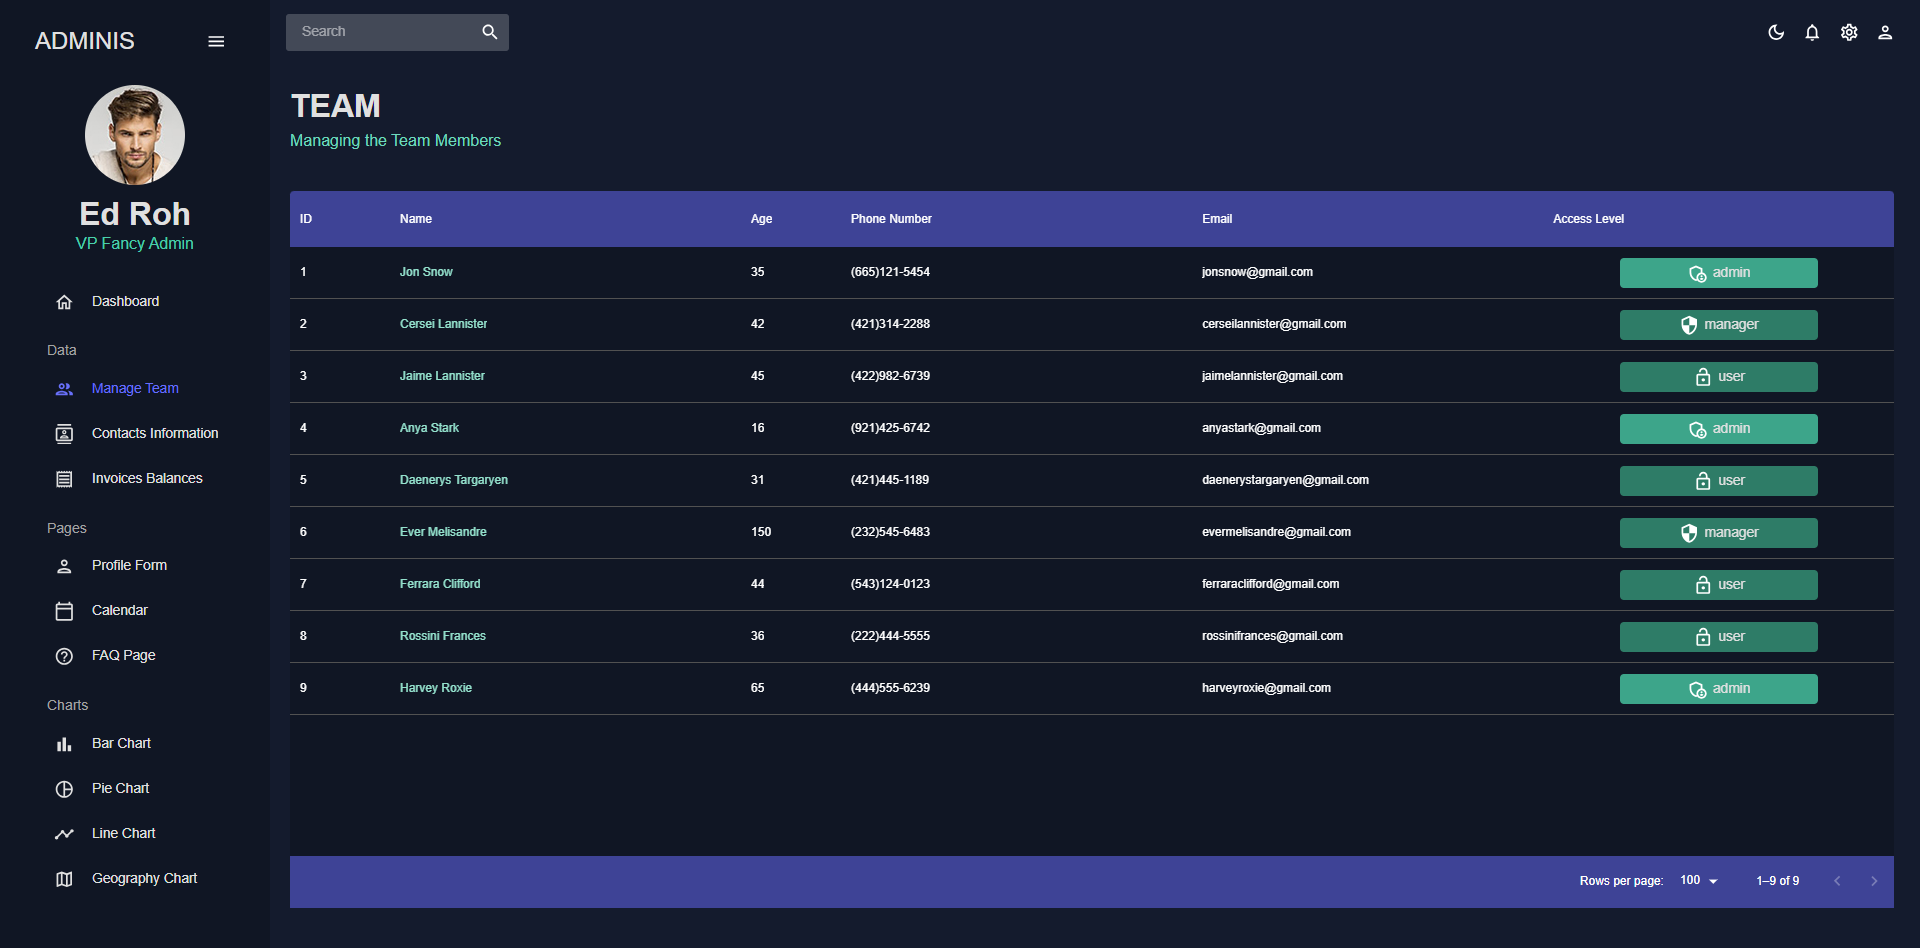 ADMINIS
Search
Ed Roh
VP Fancy Admin
Dashboard
Data
Manage Team
Contacts Information
Invoices Balances
Pages
Profile Form
Calendar
FAQ Page
Charts
Bar Chart
Pie Chart
Line Chart
Geography Chart
TEAM
Managing the Team Members
ID Name Age Phone Number Email Access Level
1 Jon Snow 35 (665)121-5454 jonsnow@gmail.com admin
2 Cersei Lannister 42 (421)314-2288 cerseilannister@gmail.com manager
3 Jaime Lannister 45 (422)982-6739 jaimelannister@gmail.com user
4 Anya Stark 16 (921)425-6742 anyastark@gmail.com admin
5 Daenerys Targaryen 31 (421)445-1189 daenerystargaryen@gmail.com user
6 Ever Melisandre 150 (232)545-6483 evermelisandre@gmail.com manager
7 Ferrara Clifford 44 (543)124-0123 ferraraclifford@gmail.com user
8 Rossini Frances 36 (222)444-5555 rossinifrances@gmail.com user
9 Harvey Roxie 65 (444)555-6239 harveyroxie@gmail.com admin
Rows per page: 100 1–9 of 9